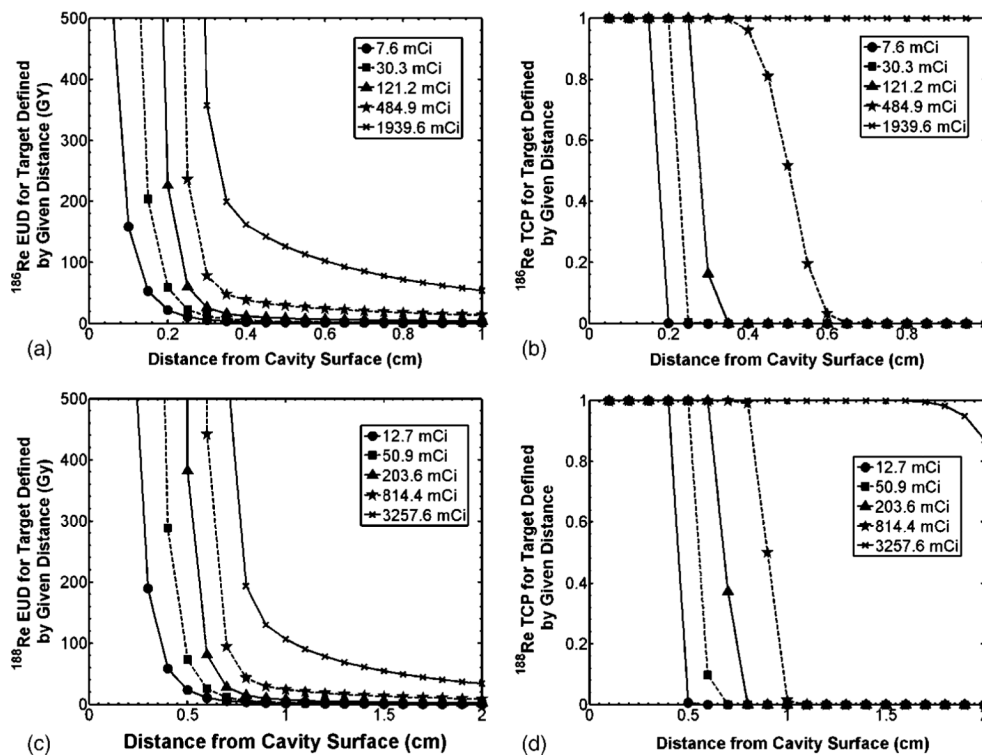 ¹⁸⁶Re EUD for Target Defined
by Given Distance (GY)
500
400
300
200
100
0
7.6 mCi
30.3 mCi
121.2 mCi
484.9 mCi
1939.6 mCi
0
0.2
0.4
0.6
0.8
1
Distance from Cavity Surface (cm)
(a)
¹⁸⁶Re TCP for Target Defined
by Given Distance
1
0.8
0.6
0.4
0.2
0
7.6 mCi
30.3 mCi
121.2 mCi
484.9 mCi
1939.6 mCi
0
0.2
0.4
0.6
0.8
Distance from Cavity Surface (cm)
(b)
¹⁸⁸Re EUD for Target Defined
by Given Distance (Gy)
500
400
300
200
100
0
12.7 mCi
50.9 mCi
203.6 mCi
814.4 mCi
3257.6 mCi
0
0.5
1
1.5
2
Distance from Cavity Surface (cm)
(c)
¹⁸⁸Re TCP for Target Defined
by Given Distance
1
0.8
0.6
0.4
0.2
0
12.7 mCi
50.9 mCi
203.6 mCi
814.4 mCi
3257.6 mCi
0
0.5
1
1.5
2
Distance from Cavity Surface (cm)
(d)